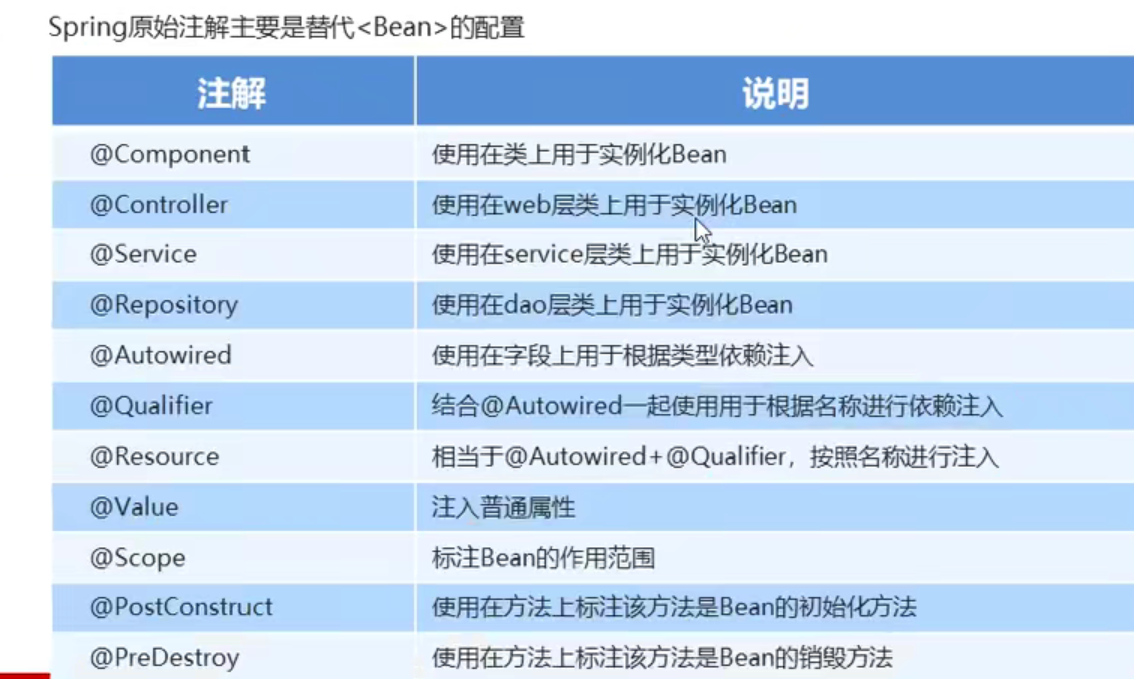 Spring原始注解主要是替代<Bean>的配置
注解 说明
@Component 使用在类上用于实例化Bean
@Controller 使用在web层类上用于实例化Bean
@Service 使用在service层类上用于实例化Bean
@Repository 使用在dao层类上用于实例化Bean
@Autowired 使用在字段上用于根据类型依赖注入
@Qualifier 结合@Autowired一起使用用于根据名称进行依赖注入
@Resource 相当于@Autowired+@Qualifier，按照名称进行注入
@Value 注入普通属性
@Scope 标注Bean的作用范围
@PostConstruct 使用在方法上标注该方法是Bean的初始化方法
@PreDestroy 使用在方法上标注该方法是Bean的销毁方法